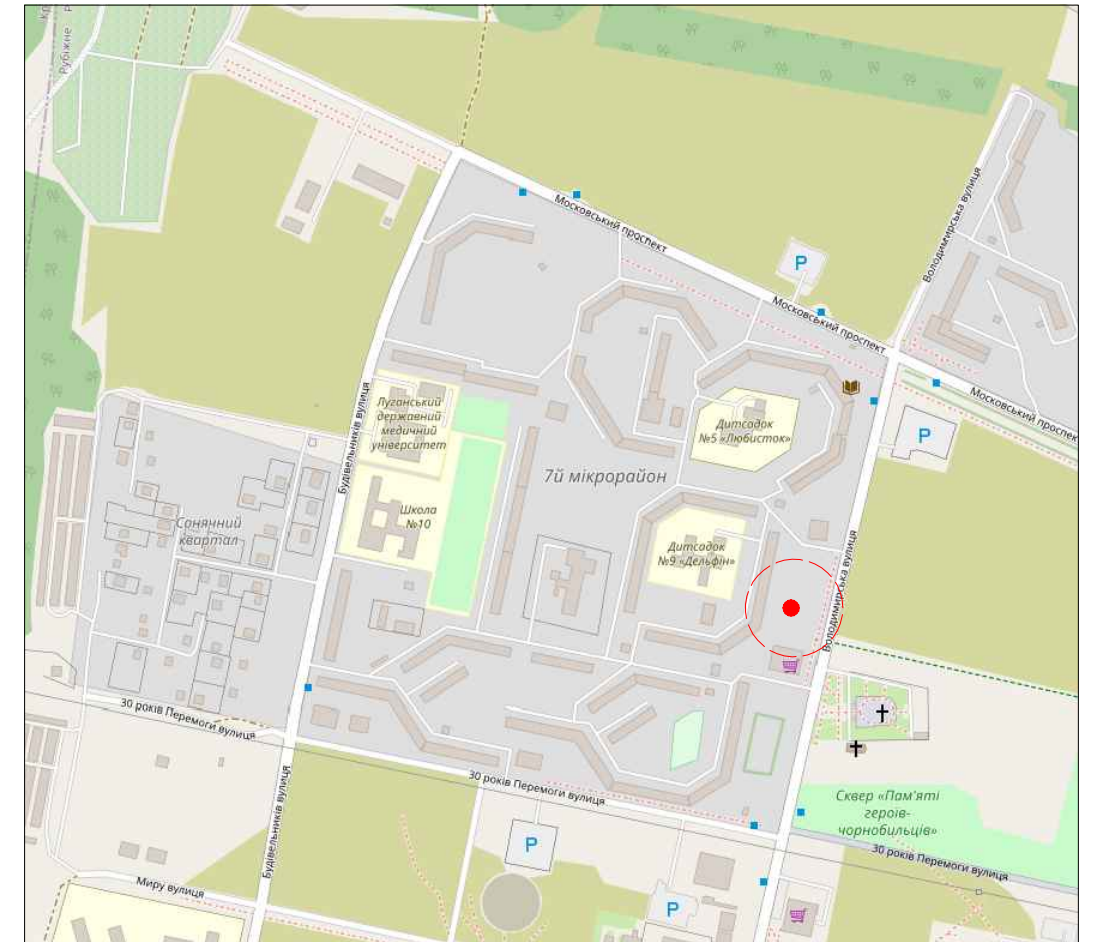 Рубіжне
Московський проспект
Володимирська вулиця
P
Московський проспект
Московський проспек
Луганський
державний
медичний
університет
Будівельників вулиця
Дитсадок
№5 «Любисток»
P
7й мікрорайон
Школа
№10
Сонячний
квартал
Дитсадок
№9 «Дельфін»
Володимирська вулиця
30 років Перемоги вулиця
30 років Перемоги вулиця
Сквер «Пам'яті
героїв-
чорнобильців»
Будівельників вулиця
P
30 років Перемоги вулиця
Миру вулиця
P